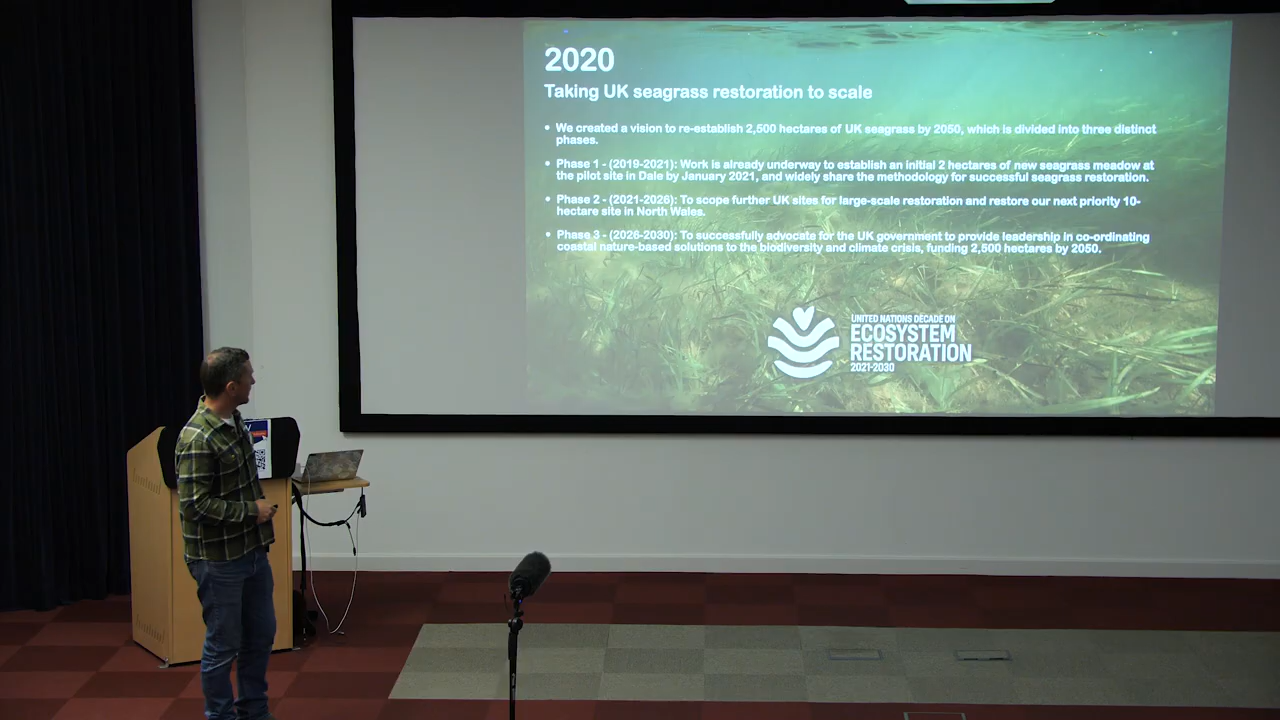 2020
Taking UK seagrass restoration to scale
• We created a vision to re-establish 2,500 hectares of UK seagrass by 2050, which is divided into three distinct
phases.
• Phase 1 - (2019-2021): Work is already underway to establish an initial 2 hectares of new seagrass meadow at
the pilot site in Dale by January 2021, and widely share the methodology for successful seagrass restoration.
• Phase 2 - (2021-2026): To scope further UK sites for large-scale restoration and restore our next priority 10-
hectare site in North Wales.
• Phase 3 - (2026-2030): To successfully advocate for the UK government to provide leadership in co-ordinating
coastal nature-based solutions to the biodiversity and climate crisis, funding 2,500 hectares by 2050.
UNITED NATIONS DECADE ON
ECOSYSTEM
RESTORATION
2021-2030